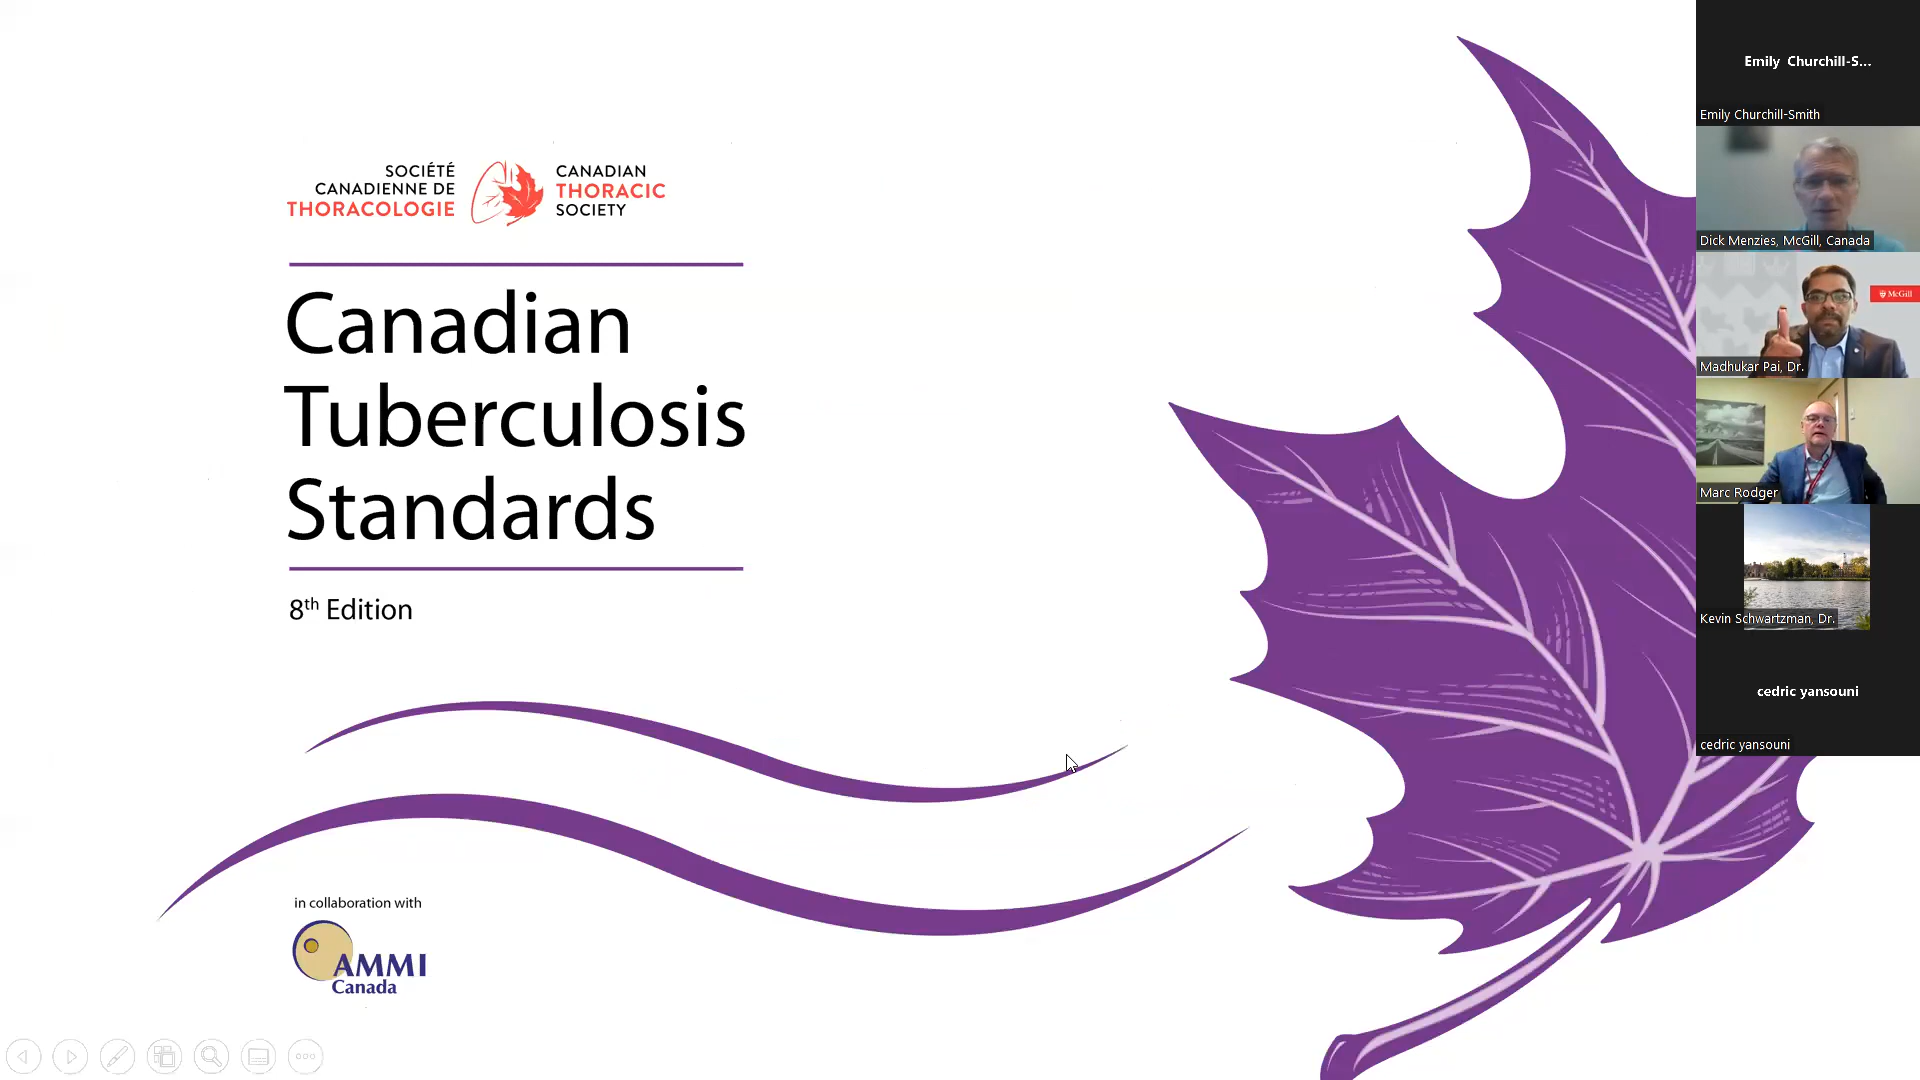 SOCIÉTÉ
CANADIENNE DE
THORACOLOGIE
CANADIAN
THORACIC
SOCIETY
Canadian
Tuberculosis
Standards
8th Edition
in collaboration with
AMMI
Canada
Emily Churchill-S...
Emily Churchill-Smith
Dick Menzies, McGill, Canada
McGill
Madhukar Pai, Dr.
Marc Rodger
Kevin Schwartzman, Dr.
cedric yansouni
cedric yansouni